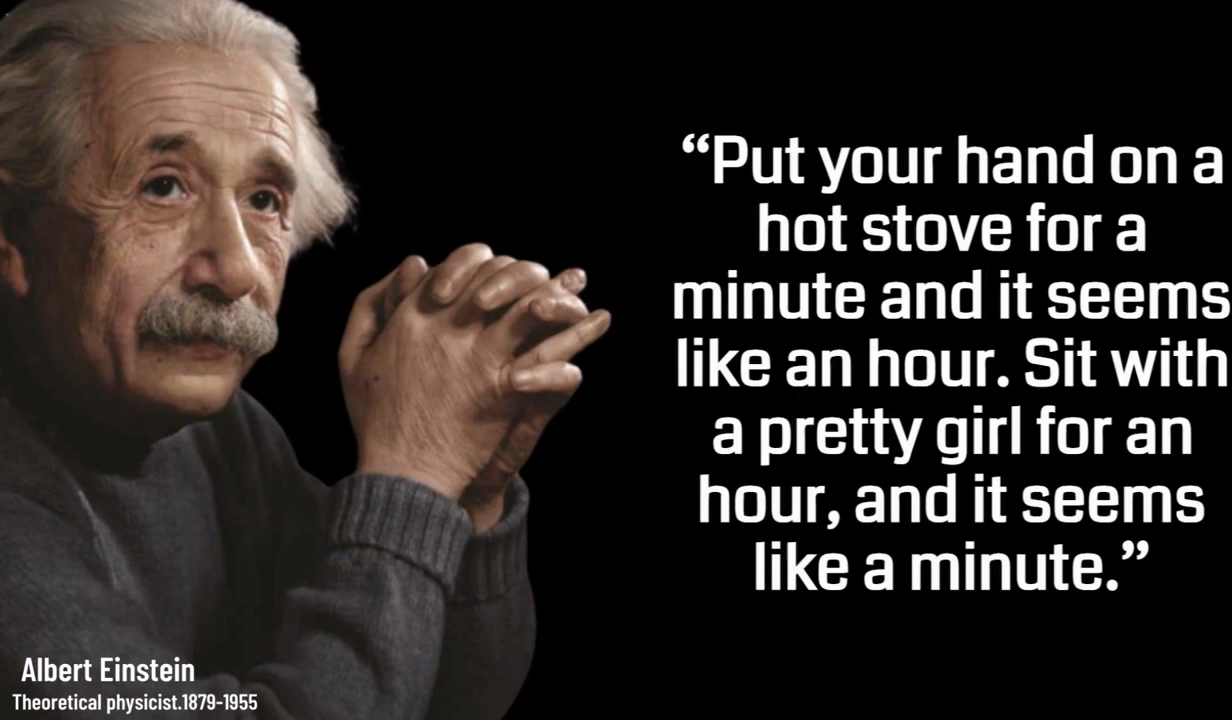 “Put your hand on a
hot stove for a
minute and it seems
like an hour. Sit with
a pretty girl for an
hour, and it seems
like a minute.”
Albert Einstein
Theoretical physicist.1879-1955